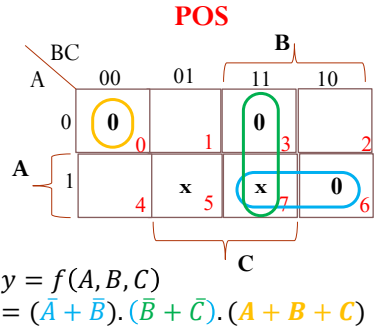 POS
BC
B
A
00 01 11 10
0 0 0 1 0 3 2
A 1 4 x 5 x 7 0 6
C
y = f(A, B, C)
= (Ā + B̄). (B̄ + C̄). (A + B + C)